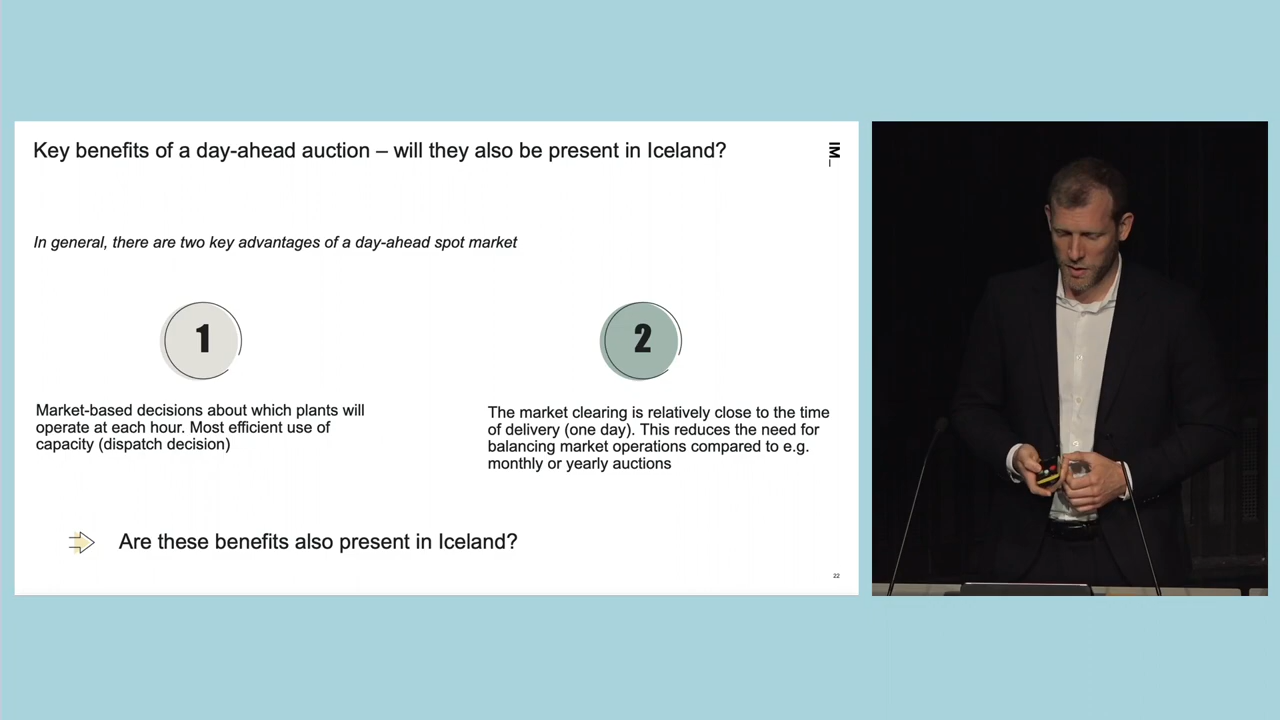 Key benefits of a day-ahead auction – will they also be present in Iceland?
IM_
In general, there are two key advantages of a day-ahead spot market
1
Market-based decisions about which plants will
operate at each hour. Most efficient use of
capacity (dispatch decision)
2
The market clearing is relatively close to the time
of delivery (one day). This reduces the need for
balancing market operations compared to e.g.
monthly or yearly auctions
Are these benefits also present in Iceland?
22